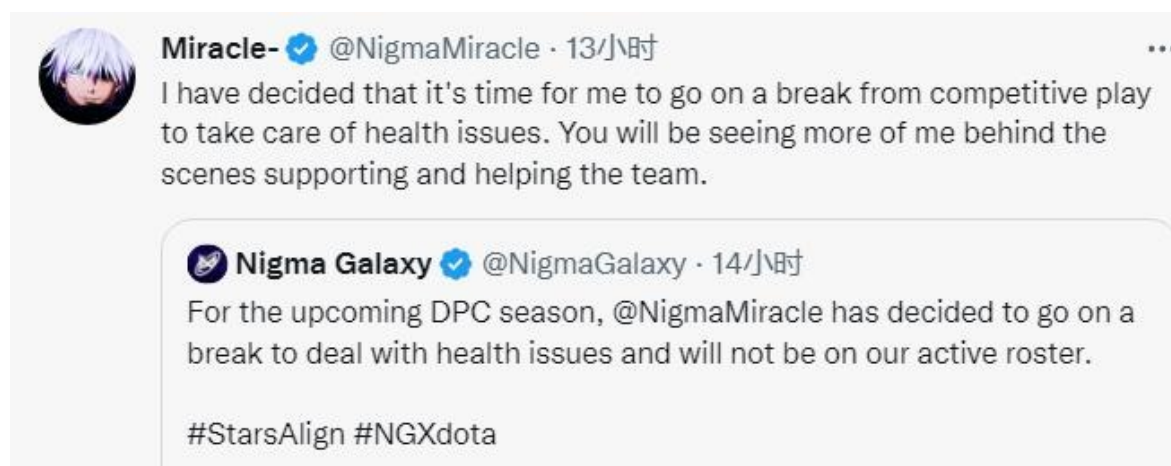 Miracle- @NigmaMiracle · 13小时
I have decided that it's time for me to go on a break from competitive play
to take care of health issues. You will be seeing more of me behind the
scenes supporting and helping the team.
Nigma Galaxy @NigmaGalaxy · 14小时
For the upcoming DPC season, @NigmaMiracle has decided to go on a
break to deal with health issues and will not be on our active roster.
#StarsAlign #NGXdota